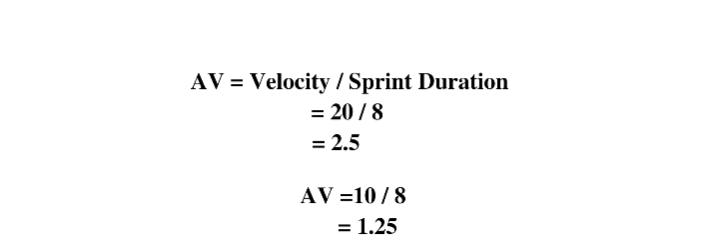 AV = Velocity / Sprint Duration
= 20 / 8
= 2.5
AV =10 / 8
= 1.25